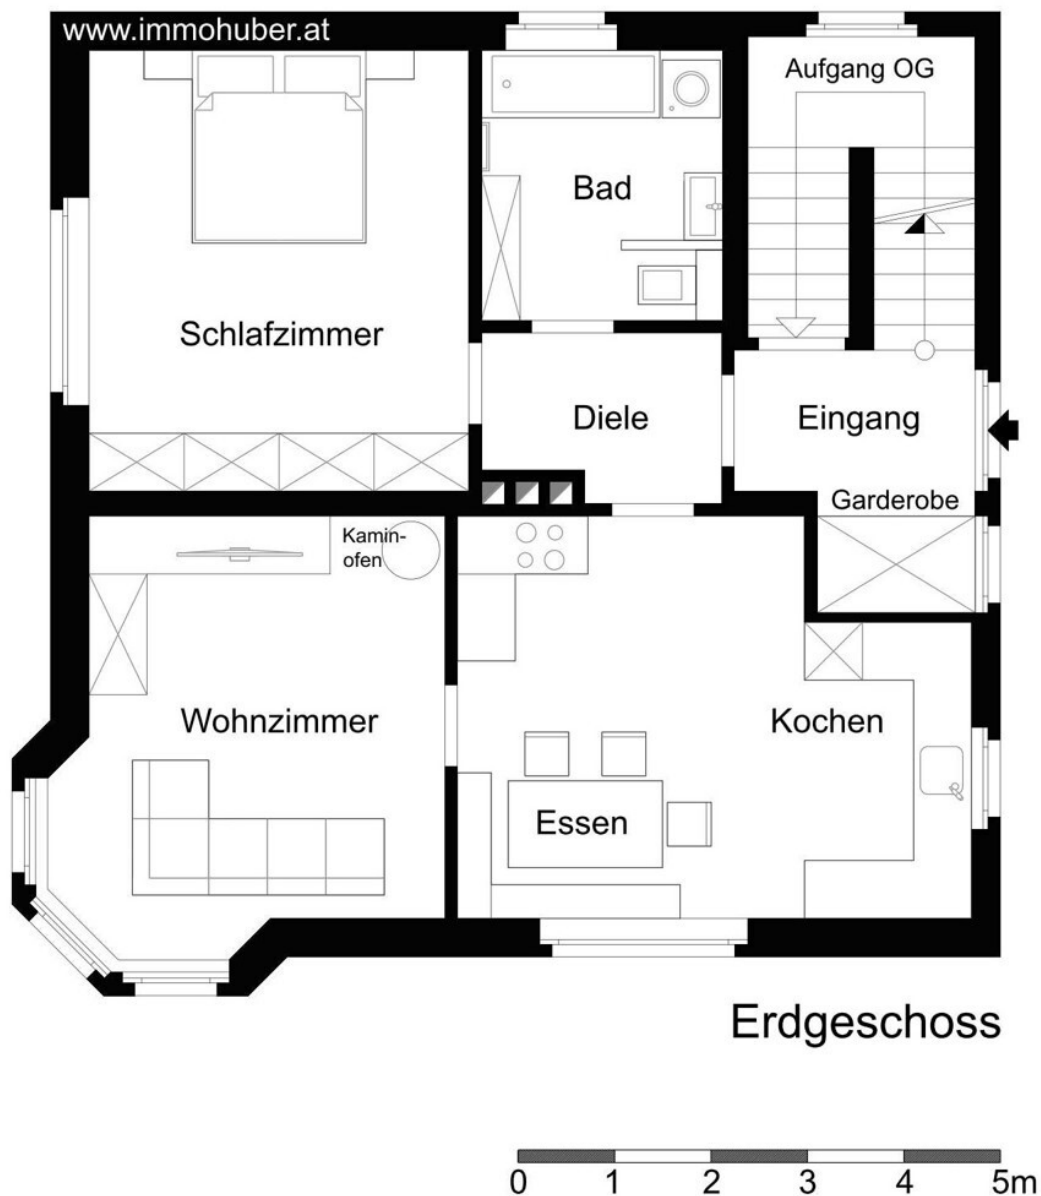 www.immohuber.at
Aufgang OG
Bad
Schlafzimmer
Diele
Eingang
Garderobe
Kamin-
ofen
Wohnzimmer
Kochen
Essen
Erdgeschoss
0 1 2 3 4 5m